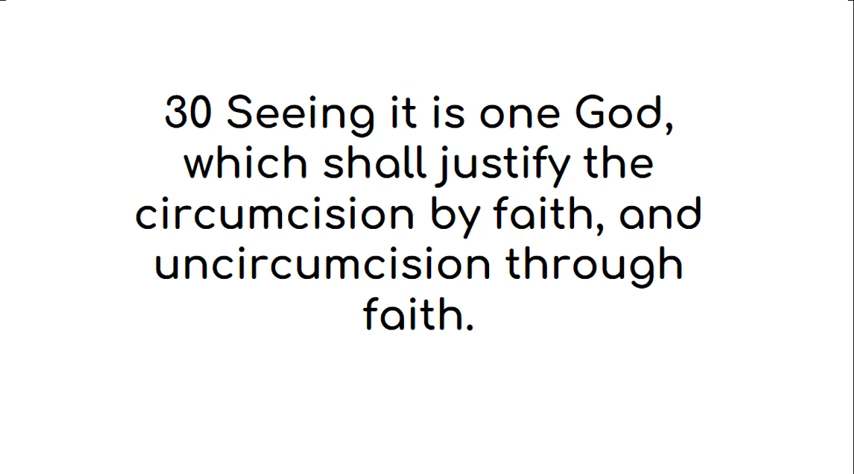 30 Seeing it is one God,
which shall justify the
circumcision by faith, and
uncircumcision through
faith.